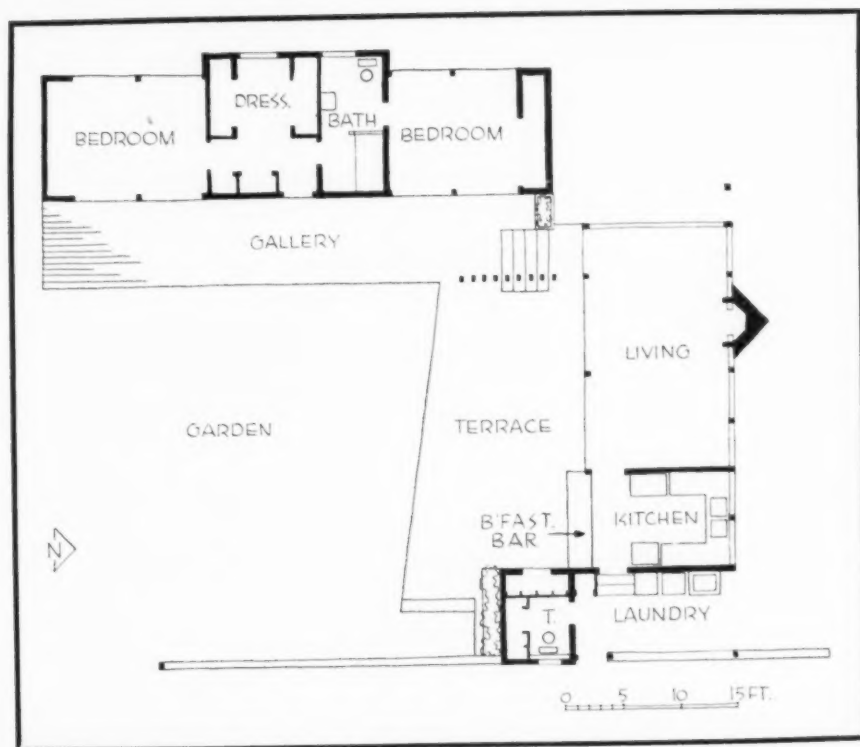 DRESS.
BATH
BEDROOM
BEDROOM
GALLERY
LIVING
GARDEN
TERRACE
B'FAST.
BAR
KITCHEN
N
T.
LAUNDRY
0 5 10 15 FT.